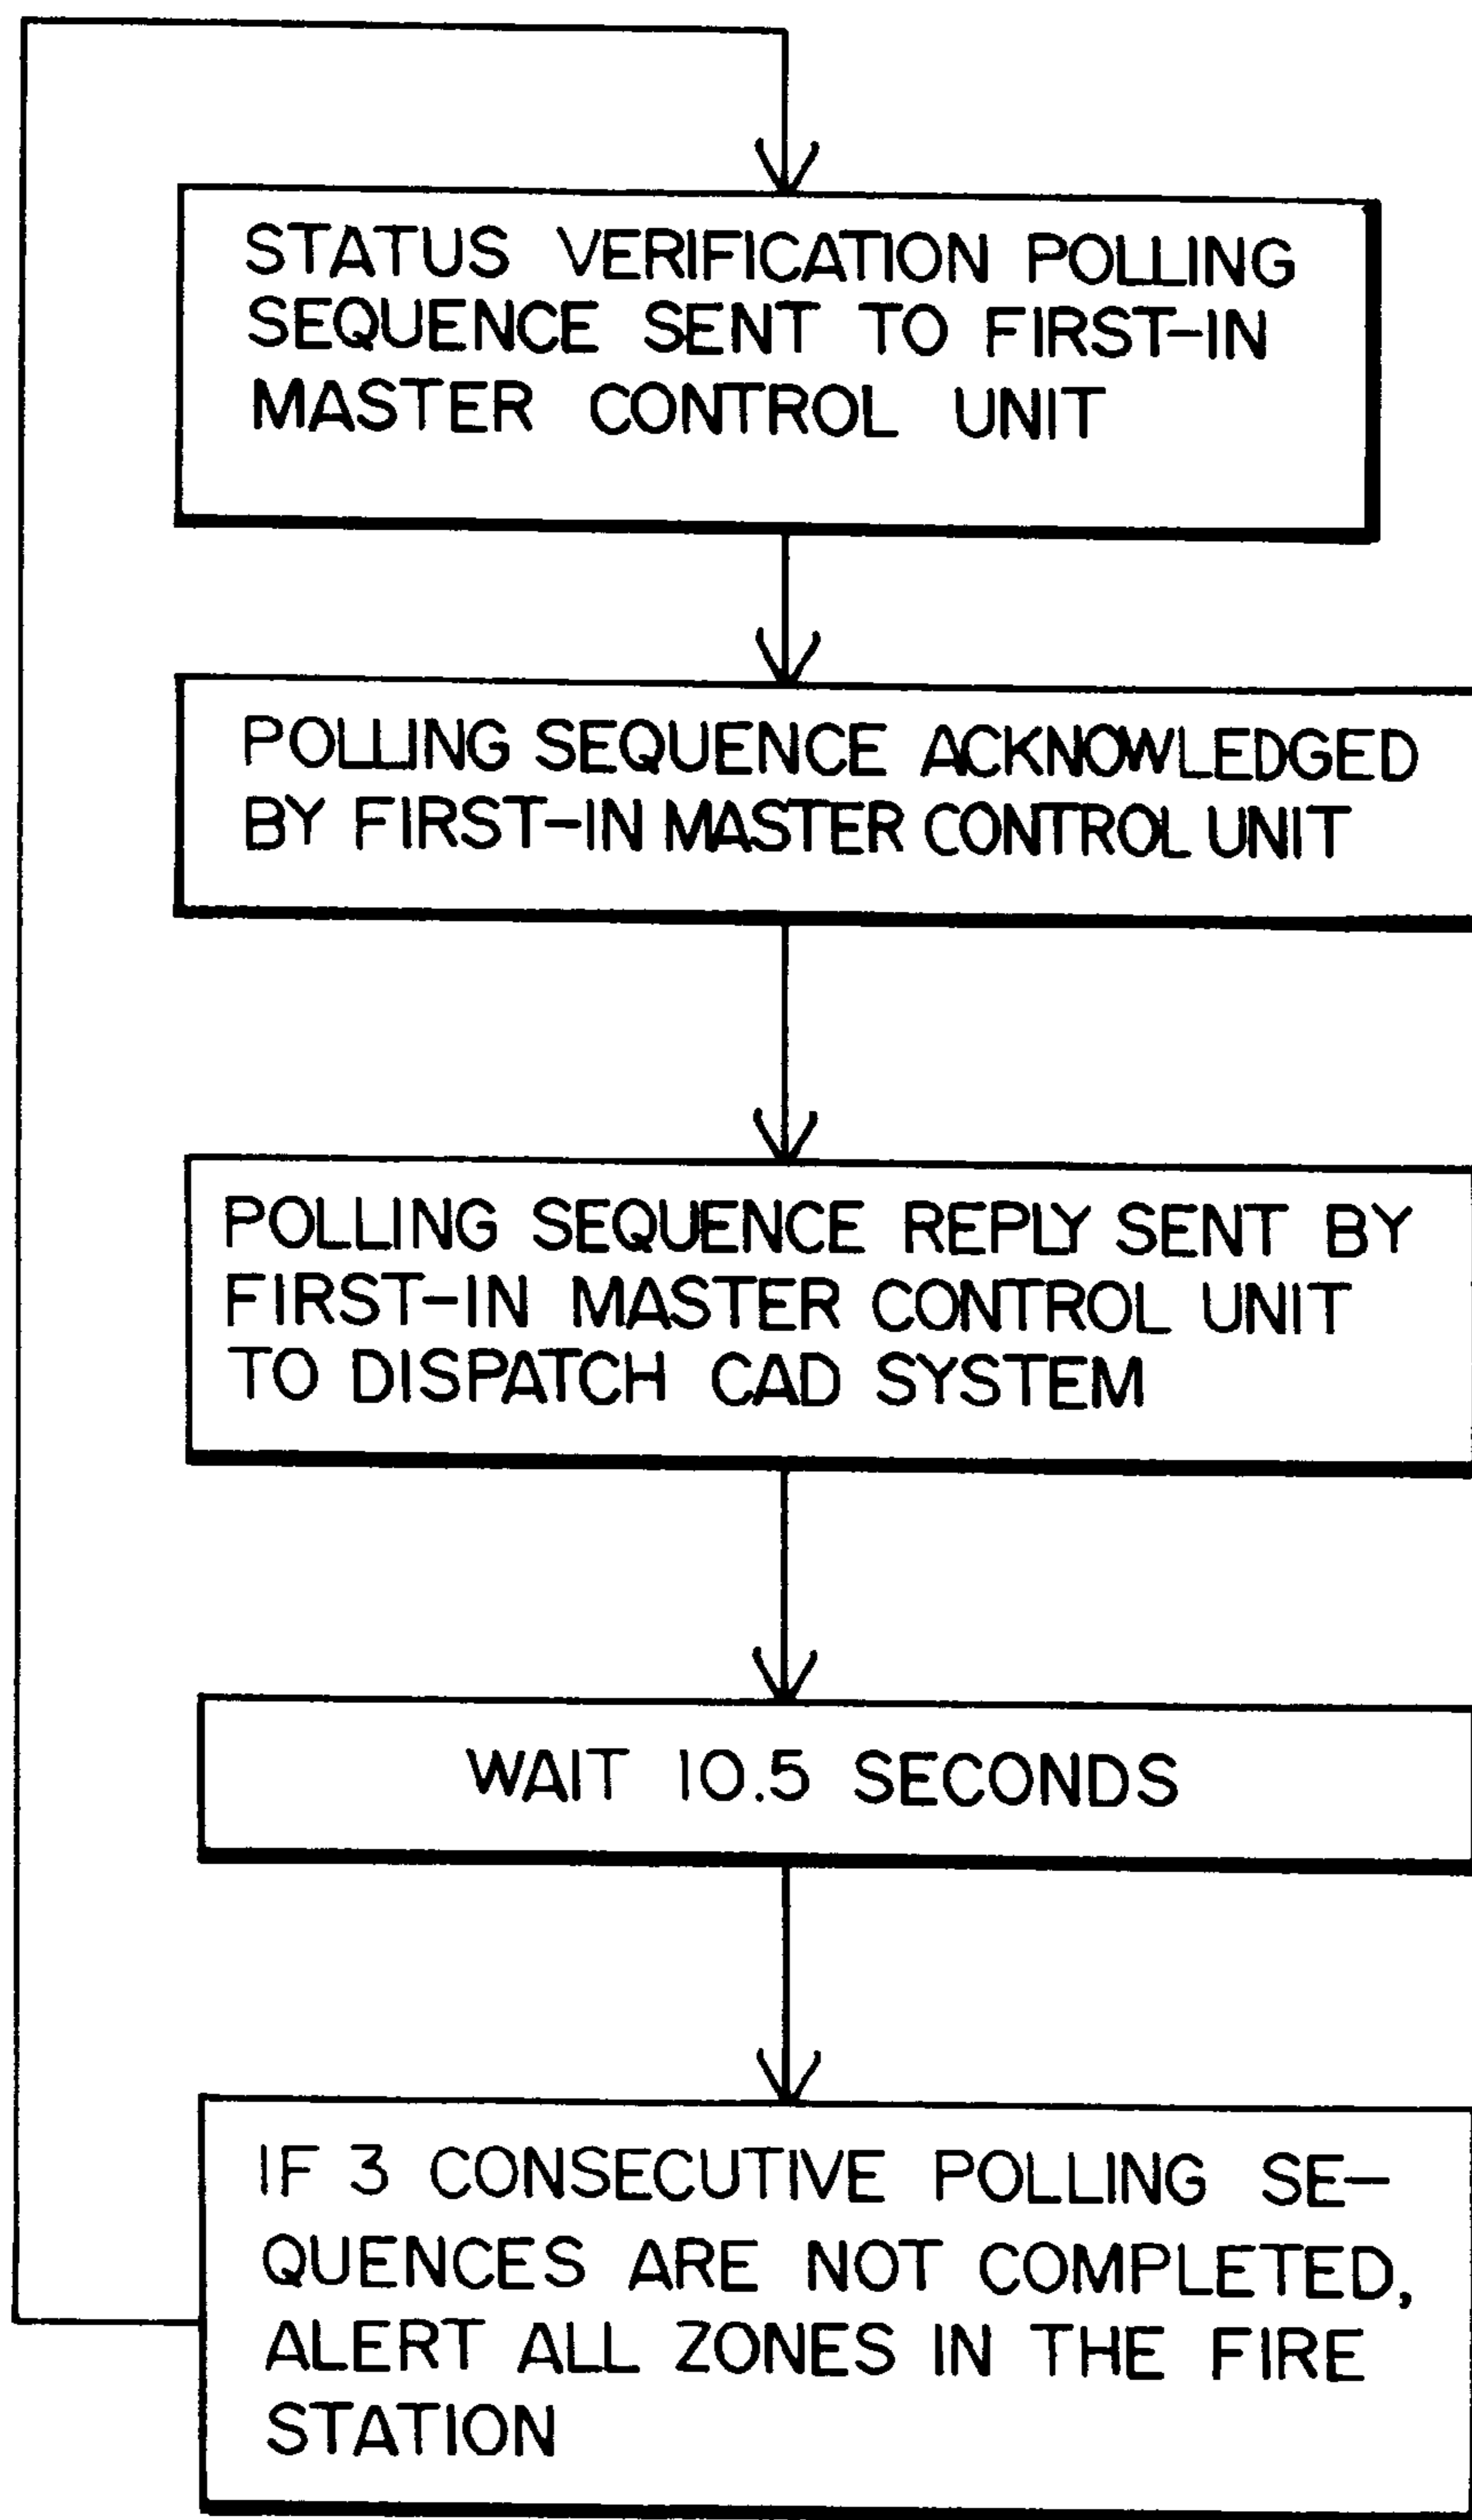 STATUS VERIFICATION POLLING
SEQUENCE SENT TO FIRST-IN
MASTER CONTROL UNIT
POLLING SEQUENCE ACKNOWLEDGED
BY FIRST-IN MASTER CONTROL UNIT
POLLING SEQUENCE REPLY SENT BY
FIRST-IN MASTER CONTROL UNIT
TO DISPATCH CAD SYSTEM
WAIT 10.5 SECONDS
IF 3 CONSECUTIVE POLLING SE-
QUENCES ARE NOT COMPLETED,
ALERT ALL ZONES IN THE FIRE
STATION